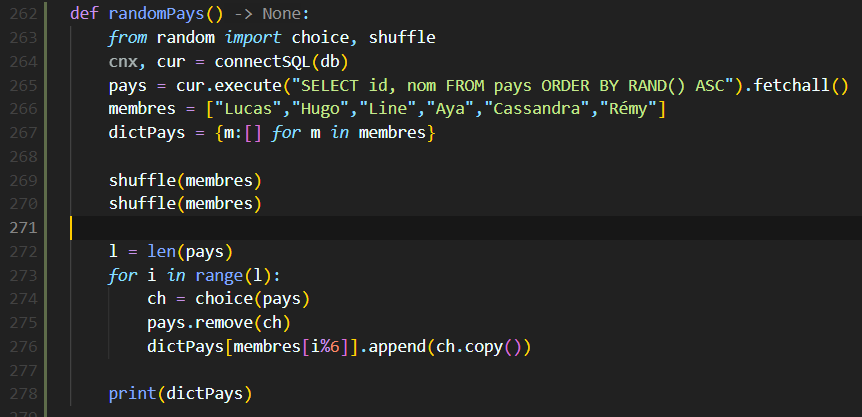 262 def randomPays() -> None:
263     from random import choice, shuffle
264     cnx, cur = connectSQL(db)
265     pays = cur.execute("SELECT id, nom FROM pays ORDER BY RAND() ASC").fetchall()
266     membres = ["Lucas","Hugo","Line","Aya","Cassandra","Rémy"]
267     dictPays = {m:[] for m in membres}
268
269     shuffle(membres)
270     shuffle(membres)
271
272     l = len(pays)
273     for i in range(l):
274         ch = choice(pays)
275         pays.remove(ch)
276         dictPays[membres[i%6]].append(ch.copy())
277
278     print(dictPays)